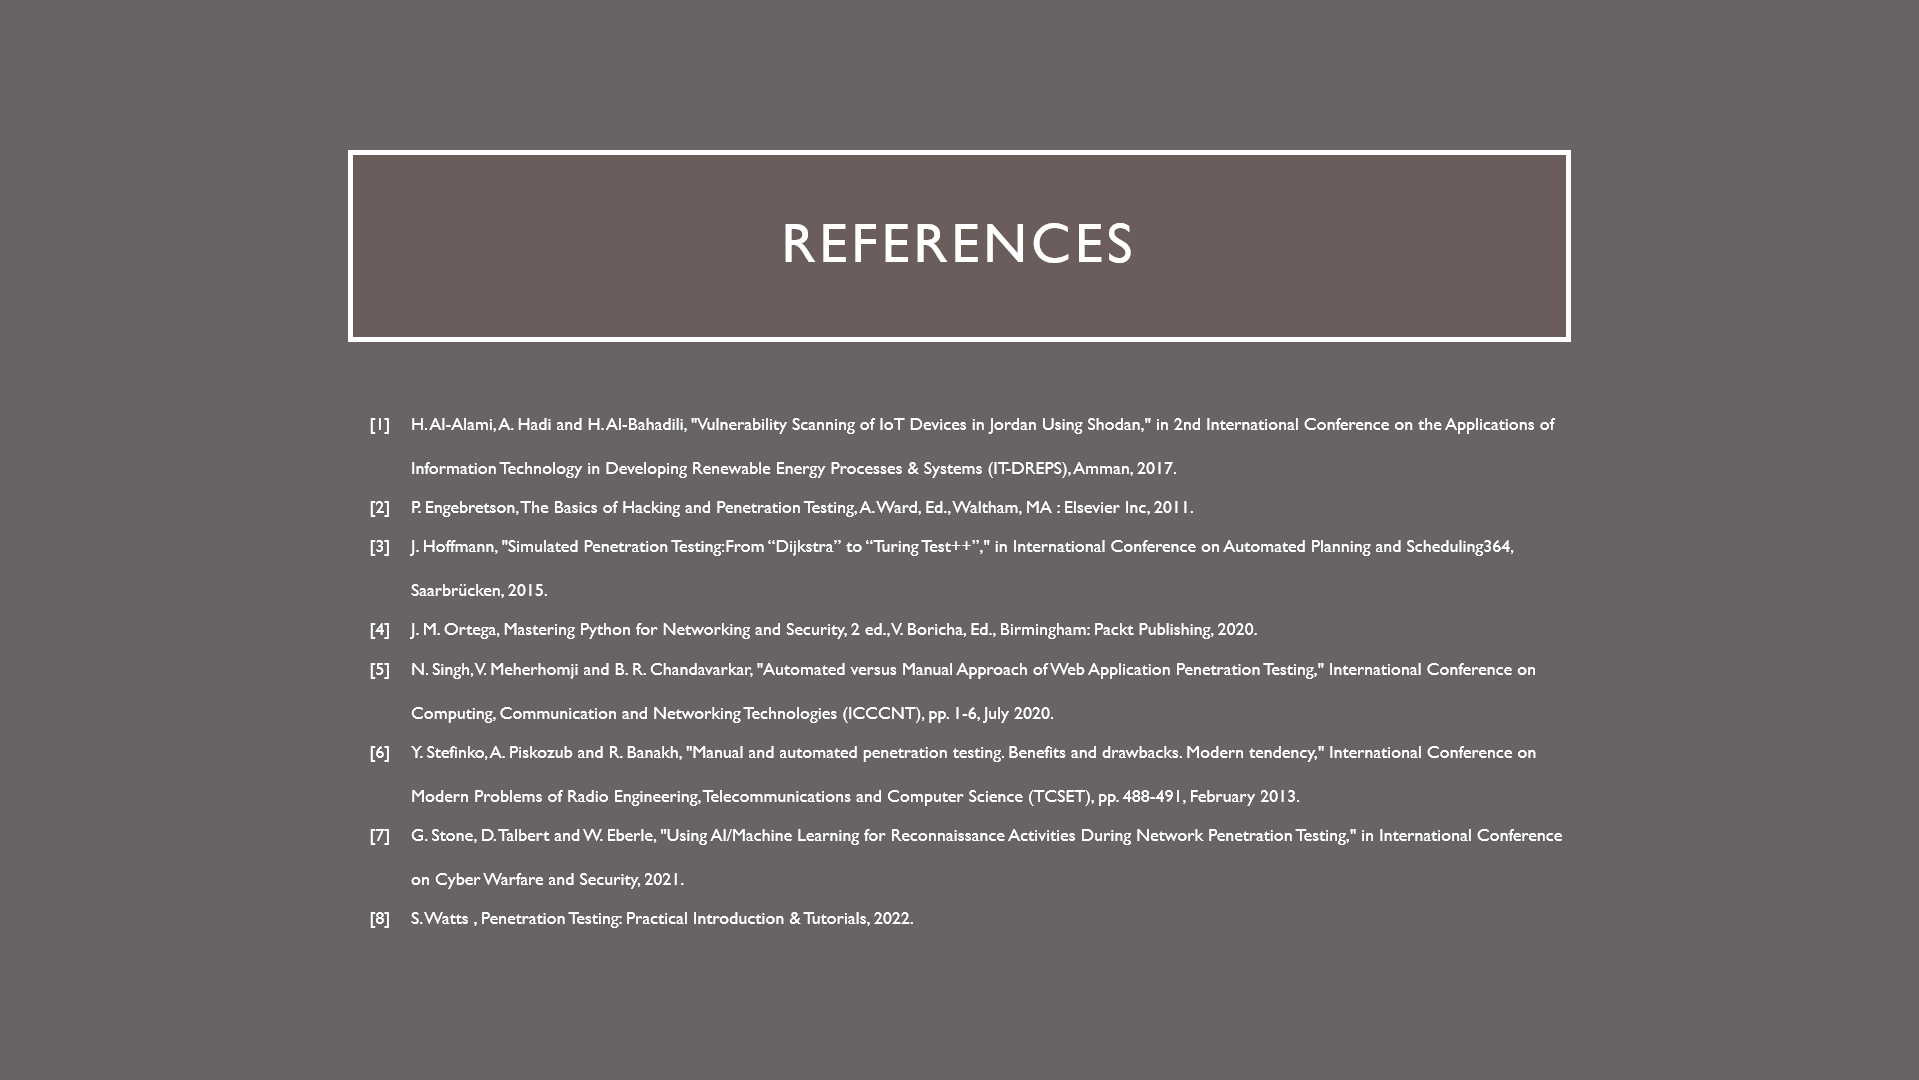 REFERENCES
[1] H. Al-Alami, A. Hadi and H. Al-Bahadili, "Vulnerability Scanning of IoT Devices in Jordan Using Shodan," in 2nd International Conference on the Applications of
Information Technology in Developing Renewable Energy Processes & Systems (IT-DREPS), Amman, 2017.
[2] P. Engebretson, The Basics of Hacking and Penetration Testing, A. Ward, Ed., Waltham, MA : Elsevier Inc, 2011.
[3] J. Hoffmann, "Simulated Penetration Testing:From “Dijkstra” to “Turing Test++”," in International Conference on Automated Planning and Scheduling364,
Saarbrücken, 2015.
[4] J. M. Ortega, Mastering Python for Networking and Security, 2 ed., V. Boricha, Ed., Birmingham: Packt Publishing, 2020.
[5] N. Singh, V. Meherhomji and B. R. Chandavarkar, "Automated versus Manual Approach of Web Application Penetration Testing," International Conference on
Computing, Communication and Networking Technologies (ICCCNT), pp. 1-6, July 2020.
[6] Y. Stefinko, A. Piskozub and R. Banakh, "Manual and automated penetration testing. Benefits and drawbacks. Modern tendency," International Conference on
Modern Problems of Radio Engineering, Telecommunications and Computer Science (TCSET), pp. 488-491, February 2013.
[7] G. Stone, D. Talbert and W. Eberle, "Using AI/Machine Learning for Reconnaissance Activities During Network Penetration Testing," in International Conference
on Cyber Warfare and Security, 2021.
[8] S. Watts , Penetration Testing: Practical Introduction & Tutorials, 2022.